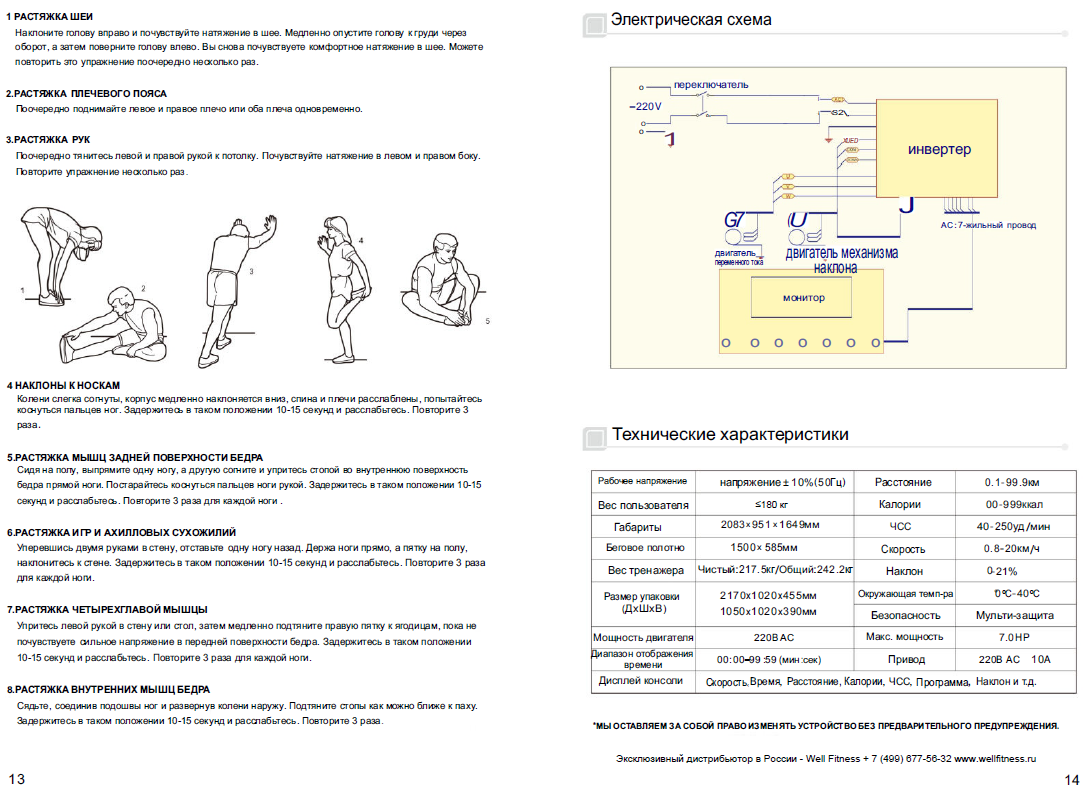 1 РАСТЯЖКА ШЕИ
Наклоните голову вправо и почувствуйте натяжение в шее. Медленно опустите голову к груди через
оборот, а затем поверните голову влево. Вы снова почувствуете комфортное натяжение в шее. Можете
повторить это упражнение поочередно несколько раз.
2.РАСТЯЖКА ПЛЕЧЕВОГО ПОЯСА
Поочередно поднимайте левое и правое плечо или оба плеча одновременно.
3.РАСТЯЖКА РУК
Поочередно тянитесь левой и правой рукой к потолку. Почувствуйте натяжение в левом и правом боку.
Повторите упражнение несколько раз.
1
2
3
4
5
4 НАКЛОНЫ К НОСКАМ
Колени слегка согнуты, корпус медленно наклоняется вниз, спина и плечи расслаблены, попытайтесь
коснуться пальцев ног. Задержитесь в таком положении 10-15 секунд и расслабьтесь. Повторите 3
раза.
5.РАСТЯЖКА МЫШЦ ЗАДНЕЙ ПОВЕРХНОСТИ БЕДРА
Сидя на полу, выпрямите одну ногу, а другую согните и упритесь стопой во внутреннюю поверхность
бедра прямой ноги. Постарайтесь коснуться пальцев ноги рукой. Задержитесь в таком положении 10-15
секунд и расслабьтесь. Повторите 3 раза для каждой ноги .
6.РАСТЯЖКА ИГР И АХИЛЛОВЫХ СУХОЖИЛИЙ
Уперевшись двумя руками в стену, отставьте одну ногу назад. Держа ноги прямо, а пятку на полу,
наклонитесь к стене. Задержитесь в таком положении 10-15 секунд и расслабьтесь. Повторите 3 раза
для каждой ноги.
7.РАСТЯЖКА ЧЕТЫРЕХГЛАВОЙ МЫШЦЫ
Упритесь левой рукой в стену или стол, затем медленно подтяните правую пятку к ягодицам, пока не
почувствуете сильное напряжение в передней поверхности бедра. Задержитесь в таком положении
10-15 секунд и расслабьтесь. Повторите 3 раза для каждой ноги.
8.РАСТЯЖКА ВНУТРЕННИХ МЫШЦ БЕДРА
Сядьте, соединив подошвы ног и развернув колени наружу. Подтяните стопы как можно ближе к паху.
Задержитесь в таком положении 10-15 секунд и расслабьтесь. Повторите 3 раза.
13
Электрическая схема
переключатель
~220V
S2
инвертер
G7
(U
J
AC:7-жильный провод
двигатель
переменного тока
двигатель механизма
наклона
монитор
Технические характеристики
Рабочее напряжение напряжение ± 10%(50Гц) Расстояние 0.1-99.9км
Вес пользователя ≤180 кг Калории 00-999ккал
Габариты 2083×951×1649мм ЧСС 40-250уд/мин
Беговое полотно 1500× 585мм Скорость 0.8-20км/ч
Вес тренажера Чистый:217.5кг/Общий:242.2кг Наклон 0-21%
Размер упаковки 2170x1020x455мм Окружающая темп-ра 0℃-40℃
(ДxШxВ) 1050x1020x390мм Безопасность Мульти-защита
Мощность двигателя 220В AC Макс. мощность 7.0HP
Диапазон отображения
времени 00:00-99:59 (мин:сек) Привод 220В AC 10A
Дисплей консоли Скорость,Время, Расстояние, Калории, ЧСС, Программа, Наклон и т.д.
*МЫ ОСТАВЛЯЕМ ЗА СОБОЙ ПРАВО ИЗМЕНЯТЬ УСТРОЙСТВО БЕЗ ПРЕДВАРИТЕЛЬНОГО ПРЕДУПРЕЖДЕНИЯ.
Эксклюзивный дистрибьютор в России - Well Fitness + 7 (499) 677-56-32 www.wellfitness.ru
14